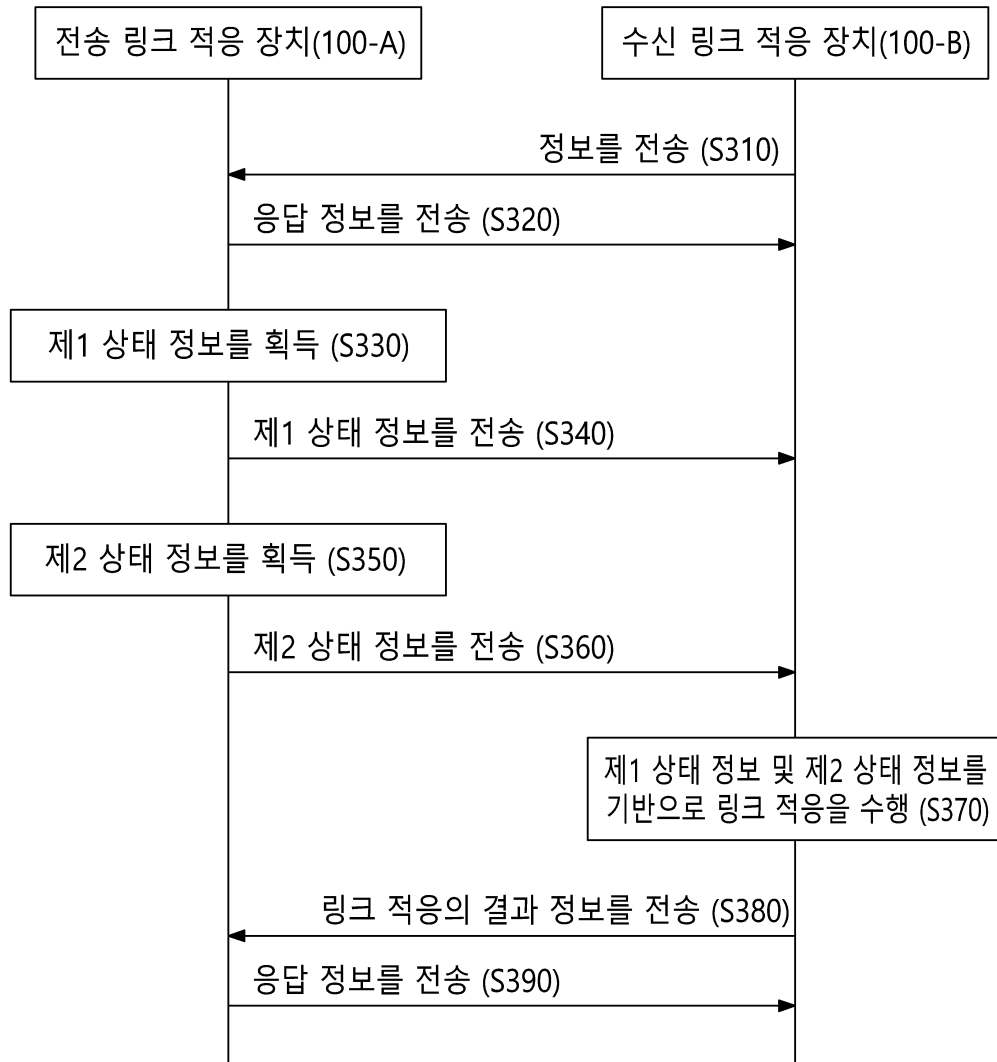 전송 링크 적응 장치(100-A)
수신 링크 적응 장치(100-B)
정보를 전송 (S310)
응답 정보를 전송 (S320)
제1 상태 정보를 획득 (S330)
제1 상태 정보를 전송 (S340)
제2 상태 정보를 획득 (S350)
제2 상태 정보를 전송 (S360)
제1 상태 정보 및 제2 상태 정보를
기반으로 링크 적응을 수행 (S370)
링크 적응의 결과 정보를 전송 (S380)
응답 정보를 전송 (S390)